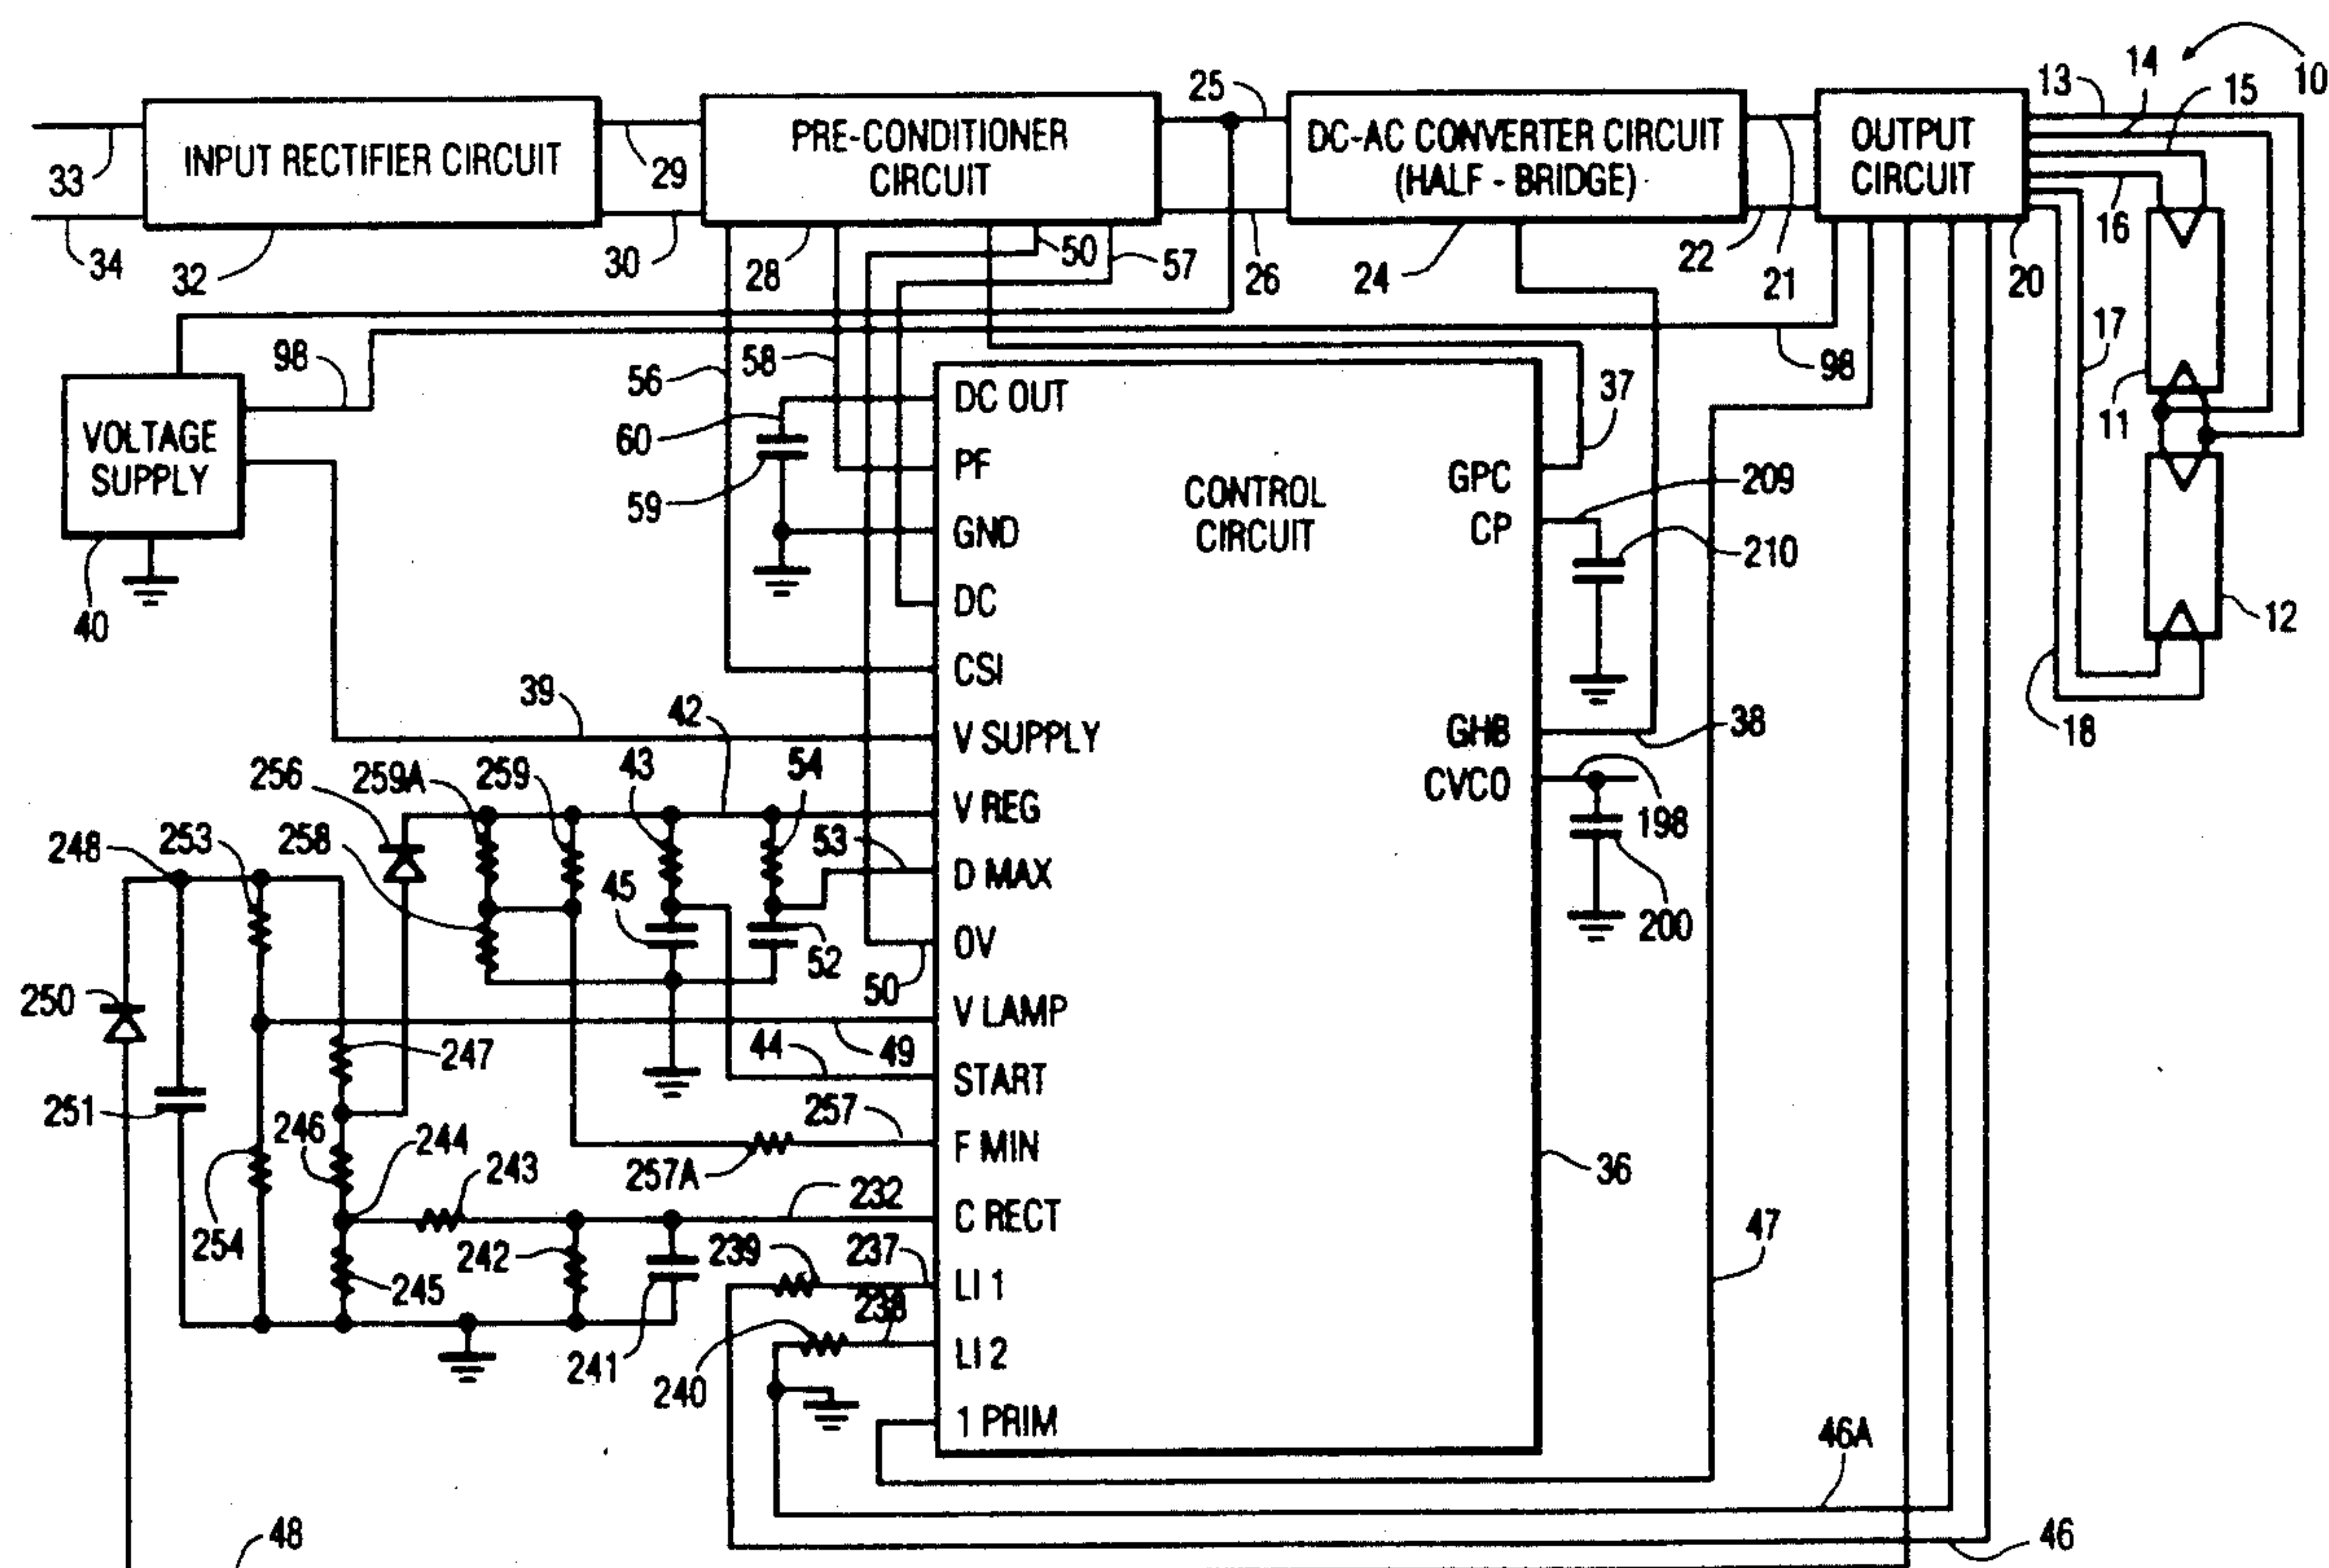 10
14
13
15
25
INPUT RECTIFIER CIRCUIT
PRE-CONDITIONER
CIRCUIT
DC-AC CONVERTER CIRCUIT
(HALF - BRIDGE)
OUTPUT
CIRCUIT
33
29
34
32
30
28
50
57
26
24
22
21
20
16
17
11
98
98
56
58
37
VOLTAGE
SUPPLY
40
60
59
DC OUT
PF
GND
DC
CSI
V SUPPLY
V REG
D MAX
OV
V LAMP
START
F MIN
C RECT
LI 1
LI 2
1 PRIM
CONTROL
CIRCUIT
GPC
CP
GHB
CVCO
209
210
38
198
200
12
18
39
42
256
259A
259
43
54
248
253
258
45
53
52
50
250
247
44
49
251
246
244
257
254
243
257A
232
245
242
239
237
238
241
240
36
47
46A
46
48